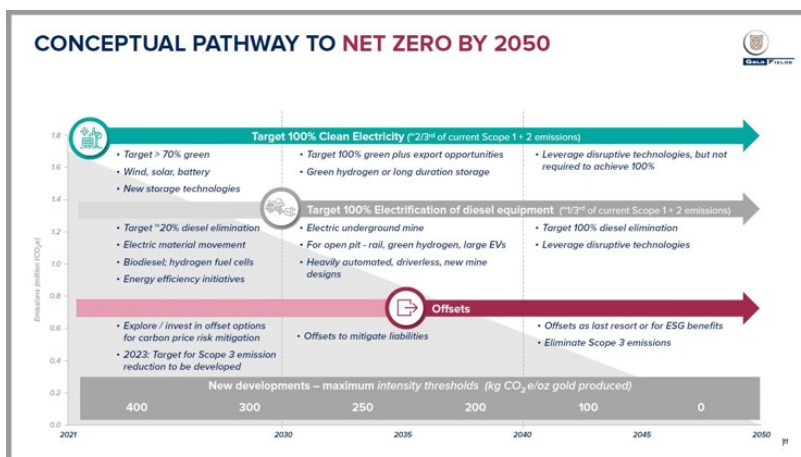 CONCEPTUAL PATHWAY TO NET ZERO BY 2050
GOLD FIELDS
Target 100% Clean Electricity (~2/3rd of current Scope 1 + 2 emissions)
• Target > 70% green
• Wind, solar, battery
• New storage technologies
• Target 100% green plus export opportunities
• Green hydrogen or long duration storage
• Leverage disruptive technologies, but not
required to achieve 100%
Target 100% Electrification of diesel equipment (~1/3rd of current Scope 1 + 2 emissions)
• Target ~20% diesel elimination
• Electric material movement
• Biodiesel; hydrogen fuel cells
• Energy efficiency initiatives
• Electric underground mine
• For open pit - rail, green hydrogen, large EVs
• Heavily automated, driverless, new mine
designs
• Target 100% diesel elimination
• Leverage disruptive technologies
Offsets
• Explore / invest in offset options
for carbon price risk mitigation
• 2023: Target for Scope 3 emission
reduction to be developed
• Offsets to mitigate liabilities
• Offsets as last resort or for ESG benefits
• Eliminate Scope 3 emissions
New developments – maximum intensity thresholds (kg CO2e/oz gold produced)
400 300 250 200 100 0
Emissions (million tCO2e)
1.8
1.6
1.4
1.2
1.0
0.8
0.6
0.4
0.2
0.0
2021 2030 2035 2040 2045 2050